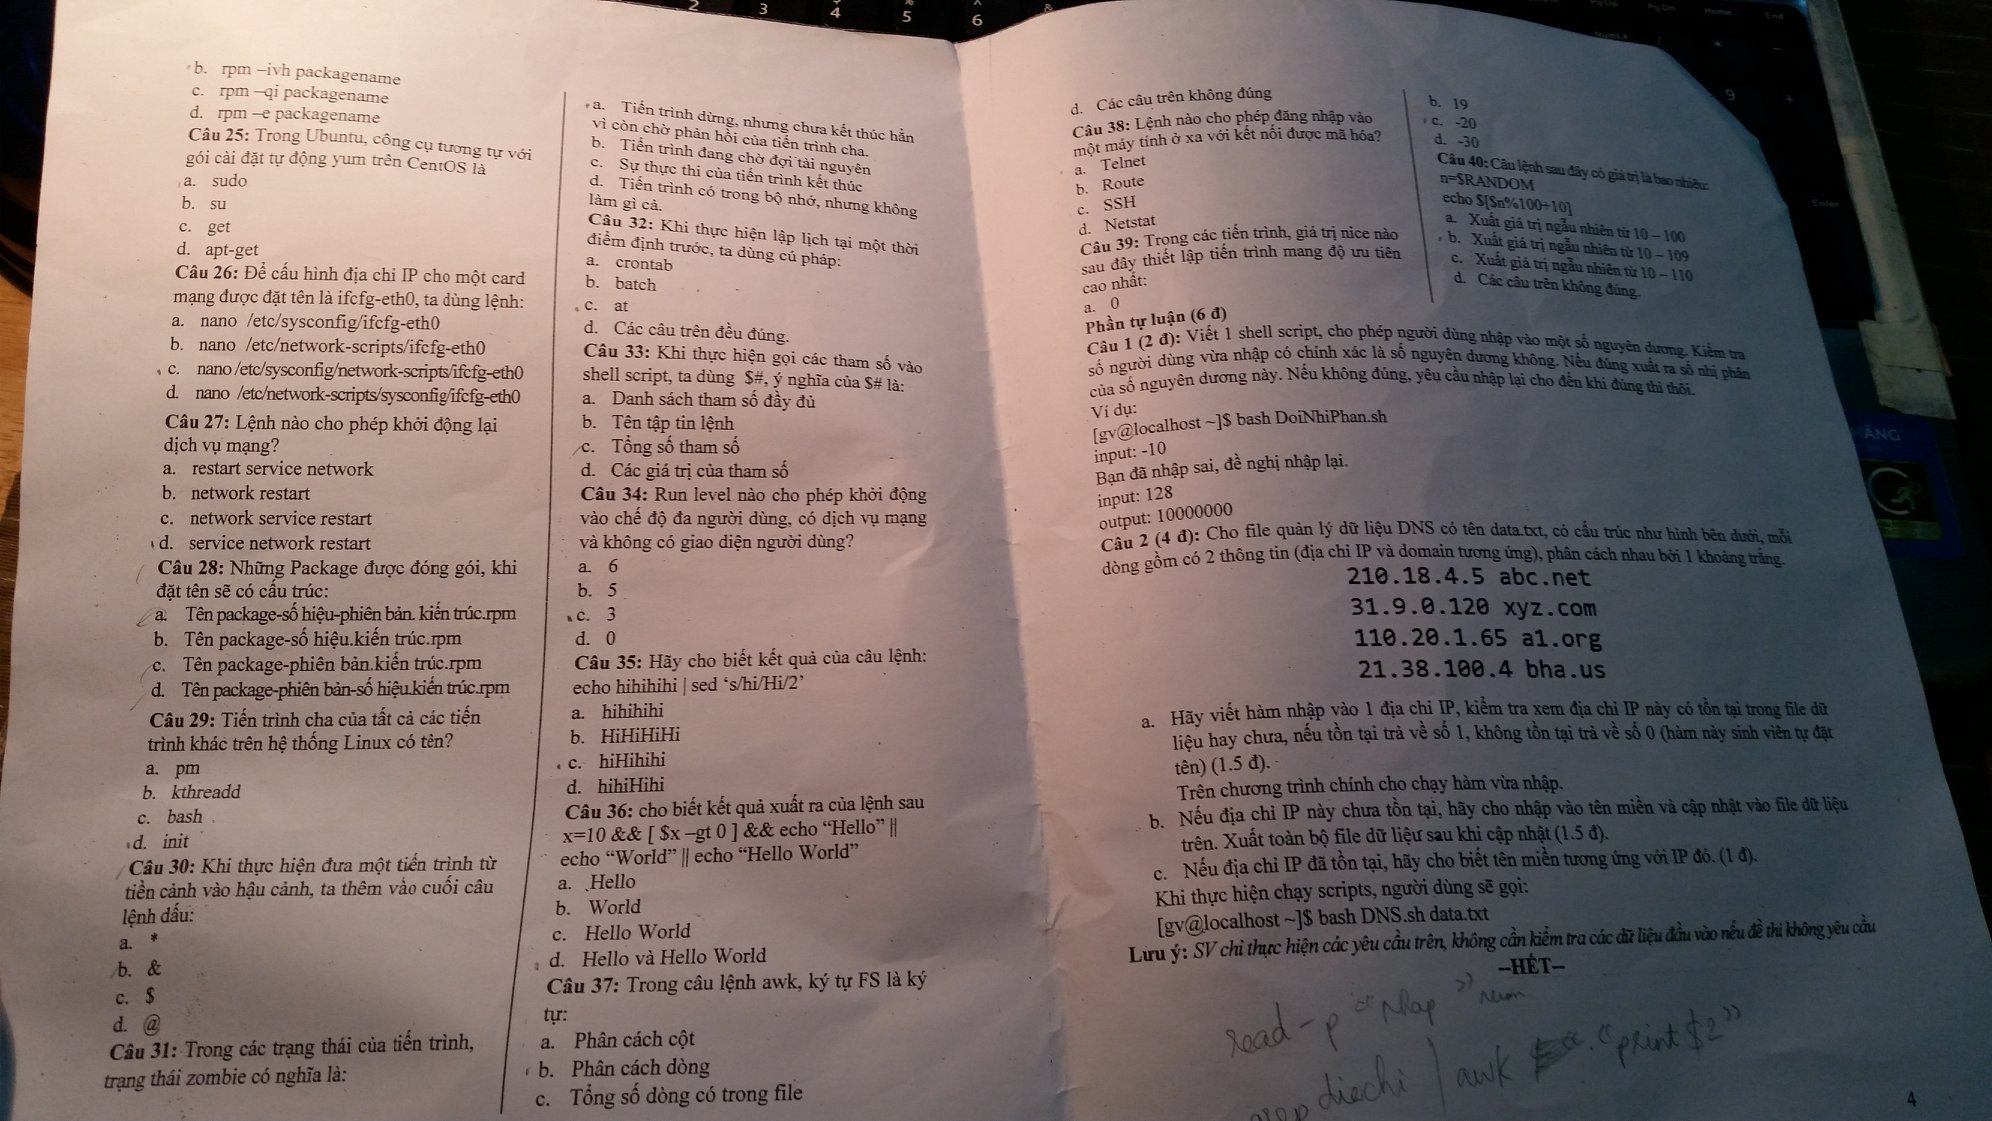 b. rpm –ivh packagename
c. rpm –qi packagename
d. rpm –e packagename
Câu 25: Trong Ubuntu, công cụ tương tự với
gói cài đặt tự động yum trên CentOS là
a. sudo
b. su
c. get
d. apt-get
Câu 26: Để cấu hình địa chỉ IP cho một card
mạng được đặt tên là ifcfg-eth0, ta dùng lệnh:
a. nano /etc/sysconfig/ifcfg-eth0
b. nano /etc/network-scripts/ifcfg-eth0
c. nano /etc/sysconfig/network-scripts/ifcfg-eth0
d. nano /etc/network-scripts/sysconfig/ifcfg-eth0
Câu 27: Lệnh nào cho phép khởi động lại
dịch vụ mạng?
a. restart service network
b. network restart
c. network service restart
d. service network restart
Câu 28: Những Package được đóng gói, khi
đặt tên sẽ có cấu trúc:
a. Tên package-số hiệu-phiên bản. kiến trúc.rpm
b. Tên package-số hiệu.kiến trúc.rpm
c. Tên package-phiên bản.kiến trúc.rpm
d. Tên package-phiên bản-số hiệu.kiến trúc.rpm
Câu 29: Tiến trình cha của tất cả các tiến
trình khác trên hệ thống Linux có tên?
a. pm
b. kthreadd
c. bash
d. init
Câu 30: Khi thực hiện đưa một tiến trình từ
tiền cảnh vào hậu cảnh, ta thêm vào cuối câu
lệnh dấu:
a. *
b. &
c. $
d. @
Câu 31: Trong các trạng thái của tiến trình,
trạng thái zombie có nghĩa là:
a. Tiến trình dừng, nhưng chưa kết thúc hẳn
vì còn chờ phản hồi của tiến trình cha.
b. Tiến trình đang chờ đợi tài nguyên
c. Sự thực thi của tiến trình kết thúc
d. Tiến trình có trong bộ nhớ, nhưng không
làm gì cả.
Câu 32: Khi thực hiện lập lịch tại một thời
điểm định trước, ta dùng cú pháp:
a. crontab
b. batch
c. at
d. Các câu trên đều đúng.
Câu 33: Khi thực hiện gọi các tham số vào
shell script, ta dùng $#, ý nghĩa của $# là:
a. Danh sách tham số đầy đủ
b. Tên tập tin lệnh
c. Tổng số tham số
d. Các giá trị của tham số
Câu 34: Run level nào cho phép khởi động
vào chế độ đa người dùng, có dịch vụ mạng
và không có giao diện người dùng?
a. 6
b. 5
c. 3
d. 0
Câu 35: Hãy cho biết kết quả của câu lệnh:
echo hihihihi | sed ‘s/hi/Hi/2’
a. hihihihi
b. HiHiHiHi
c. hiHihihi
d. hihiHihi
Câu 36: cho biết kết quả xuất ra của lệnh sau
x=10 && [ $x –gt 0 ] && echo “Hello” ||
echo “World” || echo “Hello World”
a. Hello
b. World
c. Hello World
d. Hello và Hello World
Câu 37: Trong câu lệnh awk, ký tự FS là ký
tự:
a. Phân cách cột
b. Phân cách dòng
c. Tổng số dòng có trong file
d. Các câu trên không đúng
Câu 38: Lệnh nào cho phép đăng nhập vào
một máy tính ở xa với kết nối được mã hóa?
a. Telnet
b. Route
c. SSH
d. Netstat
Câu 39: Trong các tiến trình, giá trị nice nào
sau đây thiết lập tiến trình mang độ ưu tiên
cao nhất:
a. 0
b. 19
c. -20
d. -30
Câu 40: Câu lệnh sau đây có giá trị là bao nhiêu:
n=$RANDOM
echo $[$n%100+10]
a. Xuất giá trị ngẫu nhiên từ 10 – 100
b. Xuất giá trị ngẫu nhiên từ 10 – 109
c. Xuất giá trị ngẫu nhiên từ 10 – 110
d. Các câu trên không đúng.
Phần tự luận (6 đ)
Câu 1 (2 đ): Viết 1 shell script, cho phép người dùng nhập vào một số nguyên dương. Kiểm tra
số người dùng vừa nhập có chính xác là số nguyên dương không. Nếu đúng xuất ra số nhị phân
của số nguyên dương này. Nếu không đúng, yêu cầu nhập lại cho đến khi đúng thì thôi.
Ví dụ:
[gv@localhost ~]$ bash DoiNhiPhan.sh
input: -10
Bạn đã nhập sai, đề nghị nhập lại.
input: 128
output: 10000000
Câu 2 (4 đ): Cho file quản lý dữ liệu DNS có tên data.txt, có cấu trúc như hình bên dưới, mỗi
dòng gồm có 2 thông tin (địa chỉ IP và domain tương ứng), phân cách nhau bởi 1 khoảng trắng.
210.18.4.5 abc.net
31.9.0.120 xyz.com
110.20.1.65 a1.org
21.38.100.4 bha.us
a. Hãy viết hàm nhập vào 1 địa chỉ IP, kiểm tra xem địa chỉ IP này có tồn tại trong file dữ
liệu hay chưa, nếu tồn tại trả về số 1, không tồn tại trả về số 0 (hàm này sinh viên tự đặt
tên) (1.5 đ).
Trên chương trình chính cho chạy hàm vừa nhập.
b. Nếu địa chỉ IP này chưa tồn tại, hãy cho nhập vào tên miền và cập nhật vào file dữ liệu
trên. Xuất toàn bộ file dữ liệu sau khi cập nhật (1.5 đ).
c. Nếu địa chỉ IP đã tồn tại, hãy cho biết tên miền tương ứng với IP đó. (1 đ).
Khi thực hiện chạy scripts, người dùng sẽ gọi:
[gv@localhost ~]$ bash DNS.sh data.txt
Lưu ý: SV chỉ thực hiện các yêu cầu trên, không cần kiểm tra các dữ liệu đầu vào nếu đề thi không yêu cầu
--HẾT--
read -p “nhap” num
diachi | awk “print $2”
4